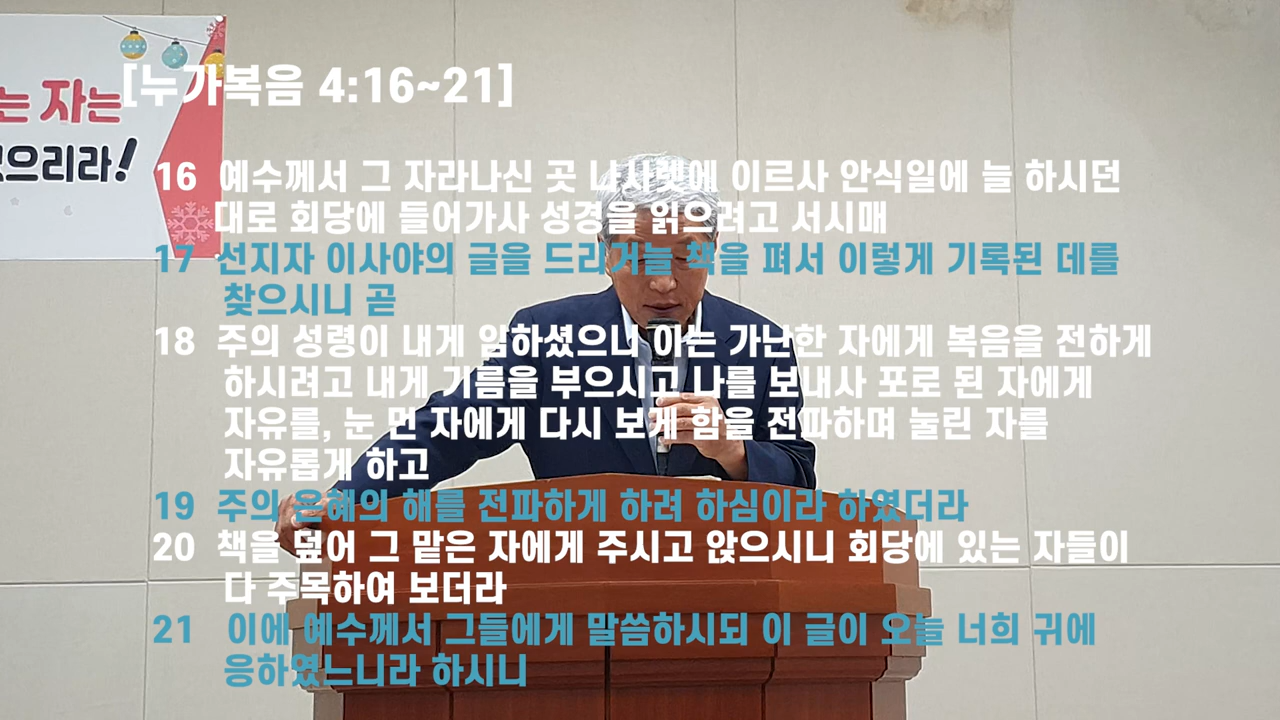 는 자는
으리라!
[누가복음 4:16~21]
16 예수께서 그 자라나신 곳 나사렛에 이르사 안식일에 늘 하시던
대로 회당에 들어가사 성경을 읽으려고 서시매
17 선지자 이사야의 글을 드리거늘 책을 펴서 이렇게 기록된 데를
찾으시니 곧
18 주의 성령이 내게 임하셨으니 이는 가난한 자에게 복음을 전하게
하시려고 내게 기름을 부으시고 나를 보내사 포로 된 자에게
자유를, 눈 먼 자에게 다시 보게 함을 전파하며 눌린 자를
자유롭게 하고
19 주의 은혜의 해를 전파하게 하려 하심이라 하였더라
20 책을 덮어 그 맡은 자에게 주시고 앉으시니 회당에 있는 자들이
다 주목하여 보더라
21 이에 예수께서 그들에게 말씀하시되 이 글이 오늘 너희 귀에
응하였느니라 하시니